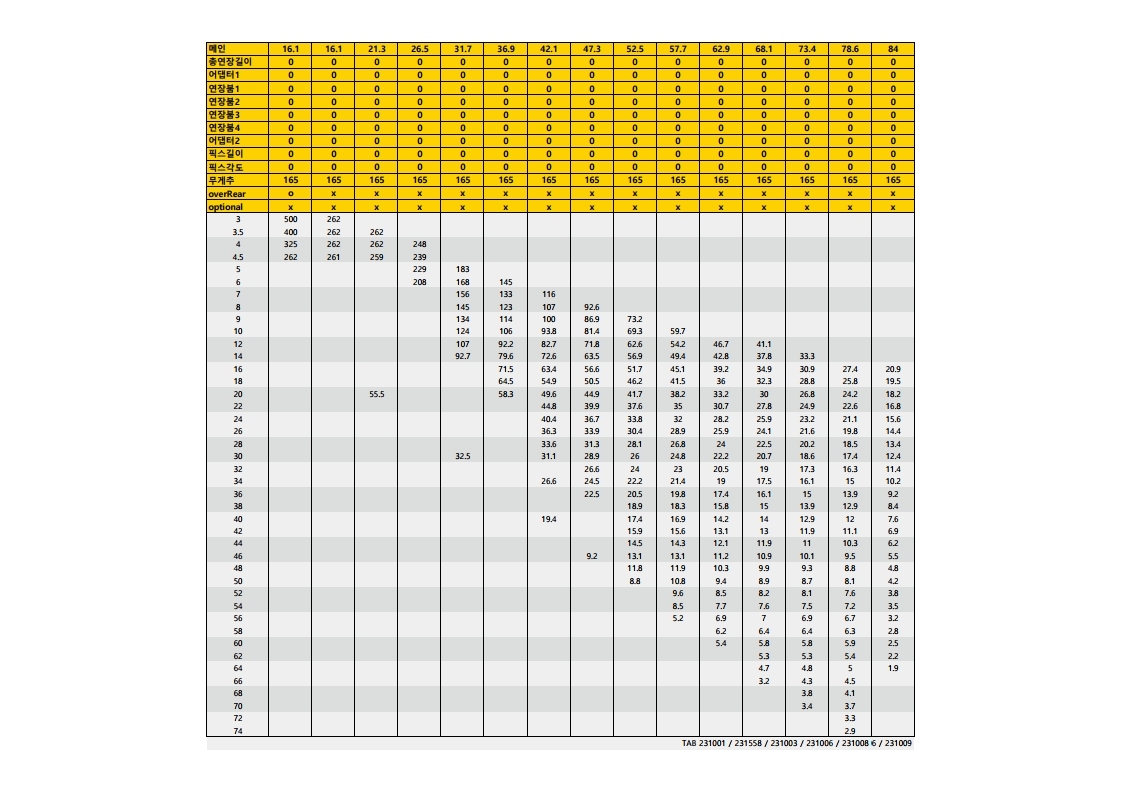 메인 16.1 16.1 21.3 26.5 31.7 36.9 42.1 47.3 52.5 57.7 62.9 68.1 73.4 78.6 84
총연장길이 0 0 0 0 0 0 0 0 0 0 0 0 0 0 0
어댑터1 0 0 0 0 0 0 0 0 0 0 0 0 0 0 0
연장붐1 0 0 0 0 0 0 0 0 0 0 0 0 0 0 0
연장붐2 0 0 0 0 0 0 0 0 0 0 0 0 0 0 0
연장붐3 0 0 0 0 0 0 0 0 0 0 0 0 0 0 0
연장붐4 0 0 0 0 0 0 0 0 0 0 0 0 0 0 0
어댑터2 0 0 0 0 0 0 0 0 0 0 0 0 0 0 0
픽스길이 0 0 0 0 0 0 0 0 0 0 0 0 0 0 0
픽스각도 0 0 0 0 0 0 0 0 0 0 0 0 0 0 0
무게추 165 165 165 165 165 165 165 165 165 165 165 165 165 165 165
overRear o x x x x x x x x x x x x x x
optional x x x x x x x x x x x x x x x
3 500 262
3.5 400 262 262
4 325 262 262 248
4.5 262 261 259 239
5 229 183
6 208 168 145
7 156 133 116
8 145 123 107 92.6
9 134 114 100 86.9 73.2
10 124 106 93.8 81.4 69.3 59.7
12 107 92.2 82.7 71.8 62.6 54.2 46.7 41.1
14 92.7 79.6 72.6 63.5 56.9 49.4 42.8 37.8 33.3
16 71.5 63.4 56.6 51.7 45.1 39.2 34.9 30.9 27.4 20.9
18 64.5 54.9 50.5 46.2 41.5 36 32.3 28.8 25.8 19.5
20 55.5 58.3 49.6 44.9 41.7 38.2 33.2 30 26.8 24.2 18.2
22 44.8 39.9 37.6 35 30.7 27.8 24.9 22.6 16.8
24 40.4 36.7 33.8 32 28.2 25.9 23.2 21.1 15.6
26 36.3 33.9 30.4 28.9 25.9 24.1 21.6 19.8 14.4
28 33.6 31.3 28.1 26.8 24 22.5 20.2 18.5 13.4
30 32.5 31.1 28.9 26 24.8 22.2 20.7 18.6 17.4 12.4
32 26.6 24 23 20.5 19 17.3 16.3 11.4
34 26.6 24.5 22.2 21.4 19 17.5 16.1 15 10.2
36 22.5 20.5 19.8 17.4 16.1 15 13.9 9.2
38 18.9 18.3 15.8 15 13.9 12.9 8.4
40 19.4 17.4 16.9 14.2 14 12.9 12 7.6
42 15.9 15.6 13.1 13 11.9 11.1 6.9
44 14.5 14.3 12.1 11.9 11 10.3 6.2
46 9.2 13.1 13.1 11.2 10.9 10.1 9.5 5.5
48 11.8 11.9 10.3 9.9 9.3 8.8 4.8
50 8.8 10.8 9.4 8.9 8.7 8.1 4.2
52 9.6 8.5 8.2 8.1 7.6 3.8
54 8.5 7.7 7.6 7.5 7.2 3.5
56 5.2 6.9 7 6.9 6.7 3.2
58 6.2 6.4 6.4 6.3 2.8
60 5.4 5.8 5.8 5.9 2.5
62 5.3 5.3 5.4 2.2
64 4.7 4.8 5 1.9
66 3.2 4.3 4.5
68 3.8 4.1
70 3.4 3.7
72 3.3
74 2.9
TAB 231001 / 231558 / 231003 / 231006 / 231008 6 / 231009